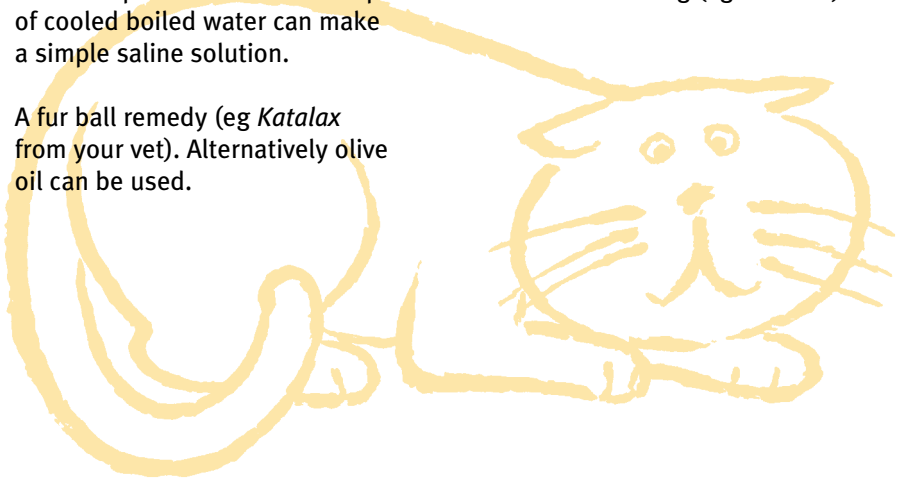 of cooled boiled water can make
a simple saline solution.
A fur ball remedy (eg Katalax
from your vet). Alternatively olive
oil can be used.